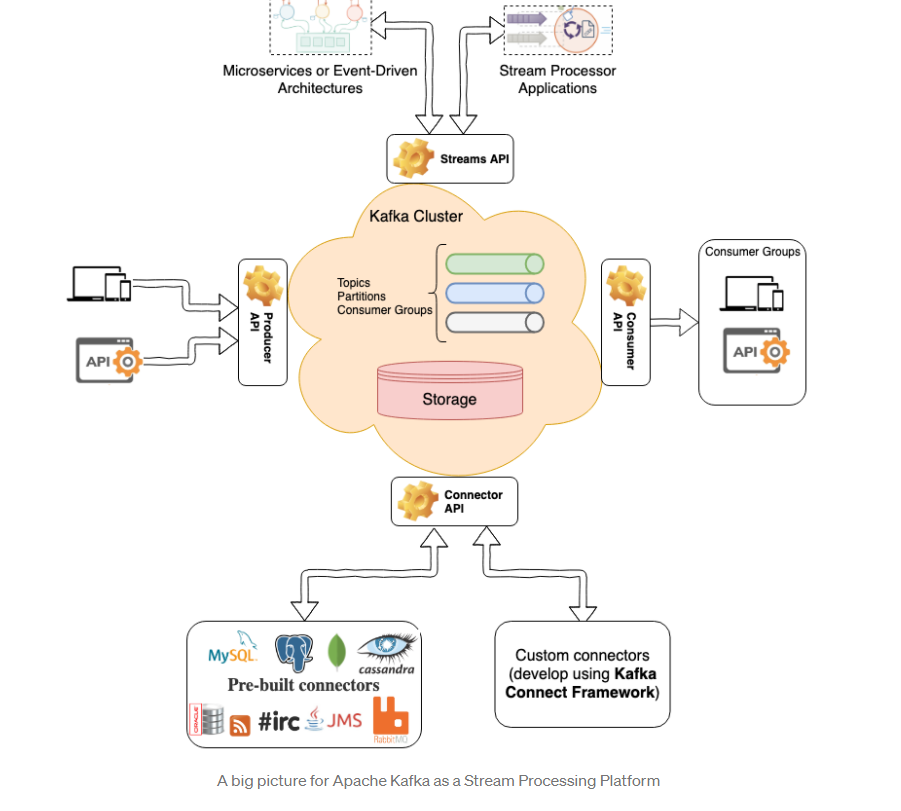 Microservices or Event-Driven
Architectures
Stream Processor
Applications
Streams API
Kafka Cluster
Topics
Partitions
Consumer Groups
Storage
Producer
API
API
Consumer
API
Consumer Groups
API
Connector
API
MySQL
cassandra
Pre-built connectors
ORACLE
#irc
JMS
RabbitMQ
Custom connectors
(develop using Kafka
Connect Framework)
A big picture for Apache Kafka as a Stream Processing Platform